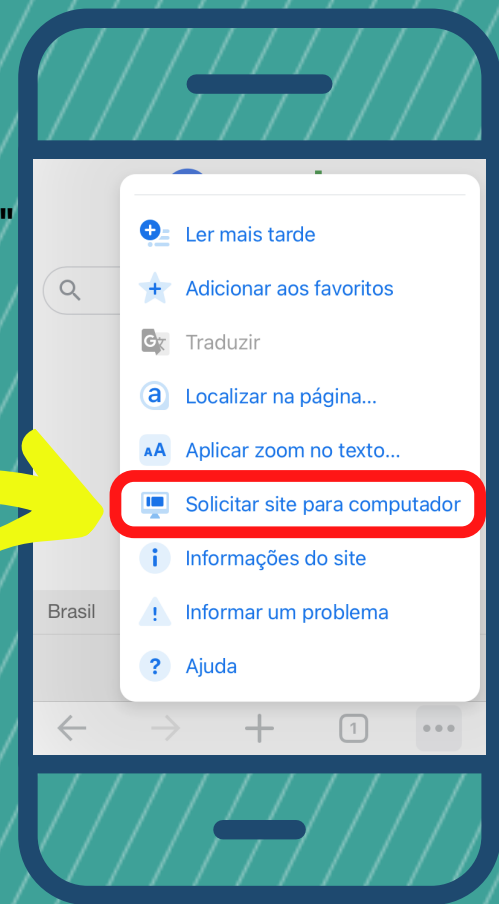 "
Ler mais tarde
Adicionar aos favoritos
Traduzir
Localizar na página...
Aplicar zoom no texto...
Solicitar site para computador
Informações do site
Informar um problema
Brasil
Ajuda
1